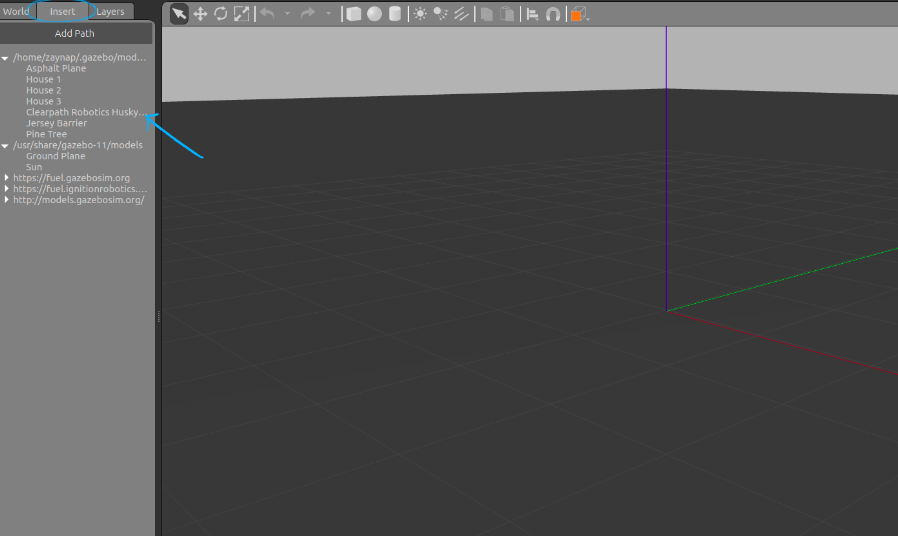 World Insert Layers
Add Path
/home/zaynap/.gazebo/mod...
Asphalt Plane
House 1
House 2
House 3
Clearpath Robotics Husky...
Jersey Barrier
Pine Tree
/usr/share/gazebo-11/models
Ground Plane
Sun
https://fuel.gazebosim.org
https://fuel.ignitionrobotics....
http://models.gazebosim.org/